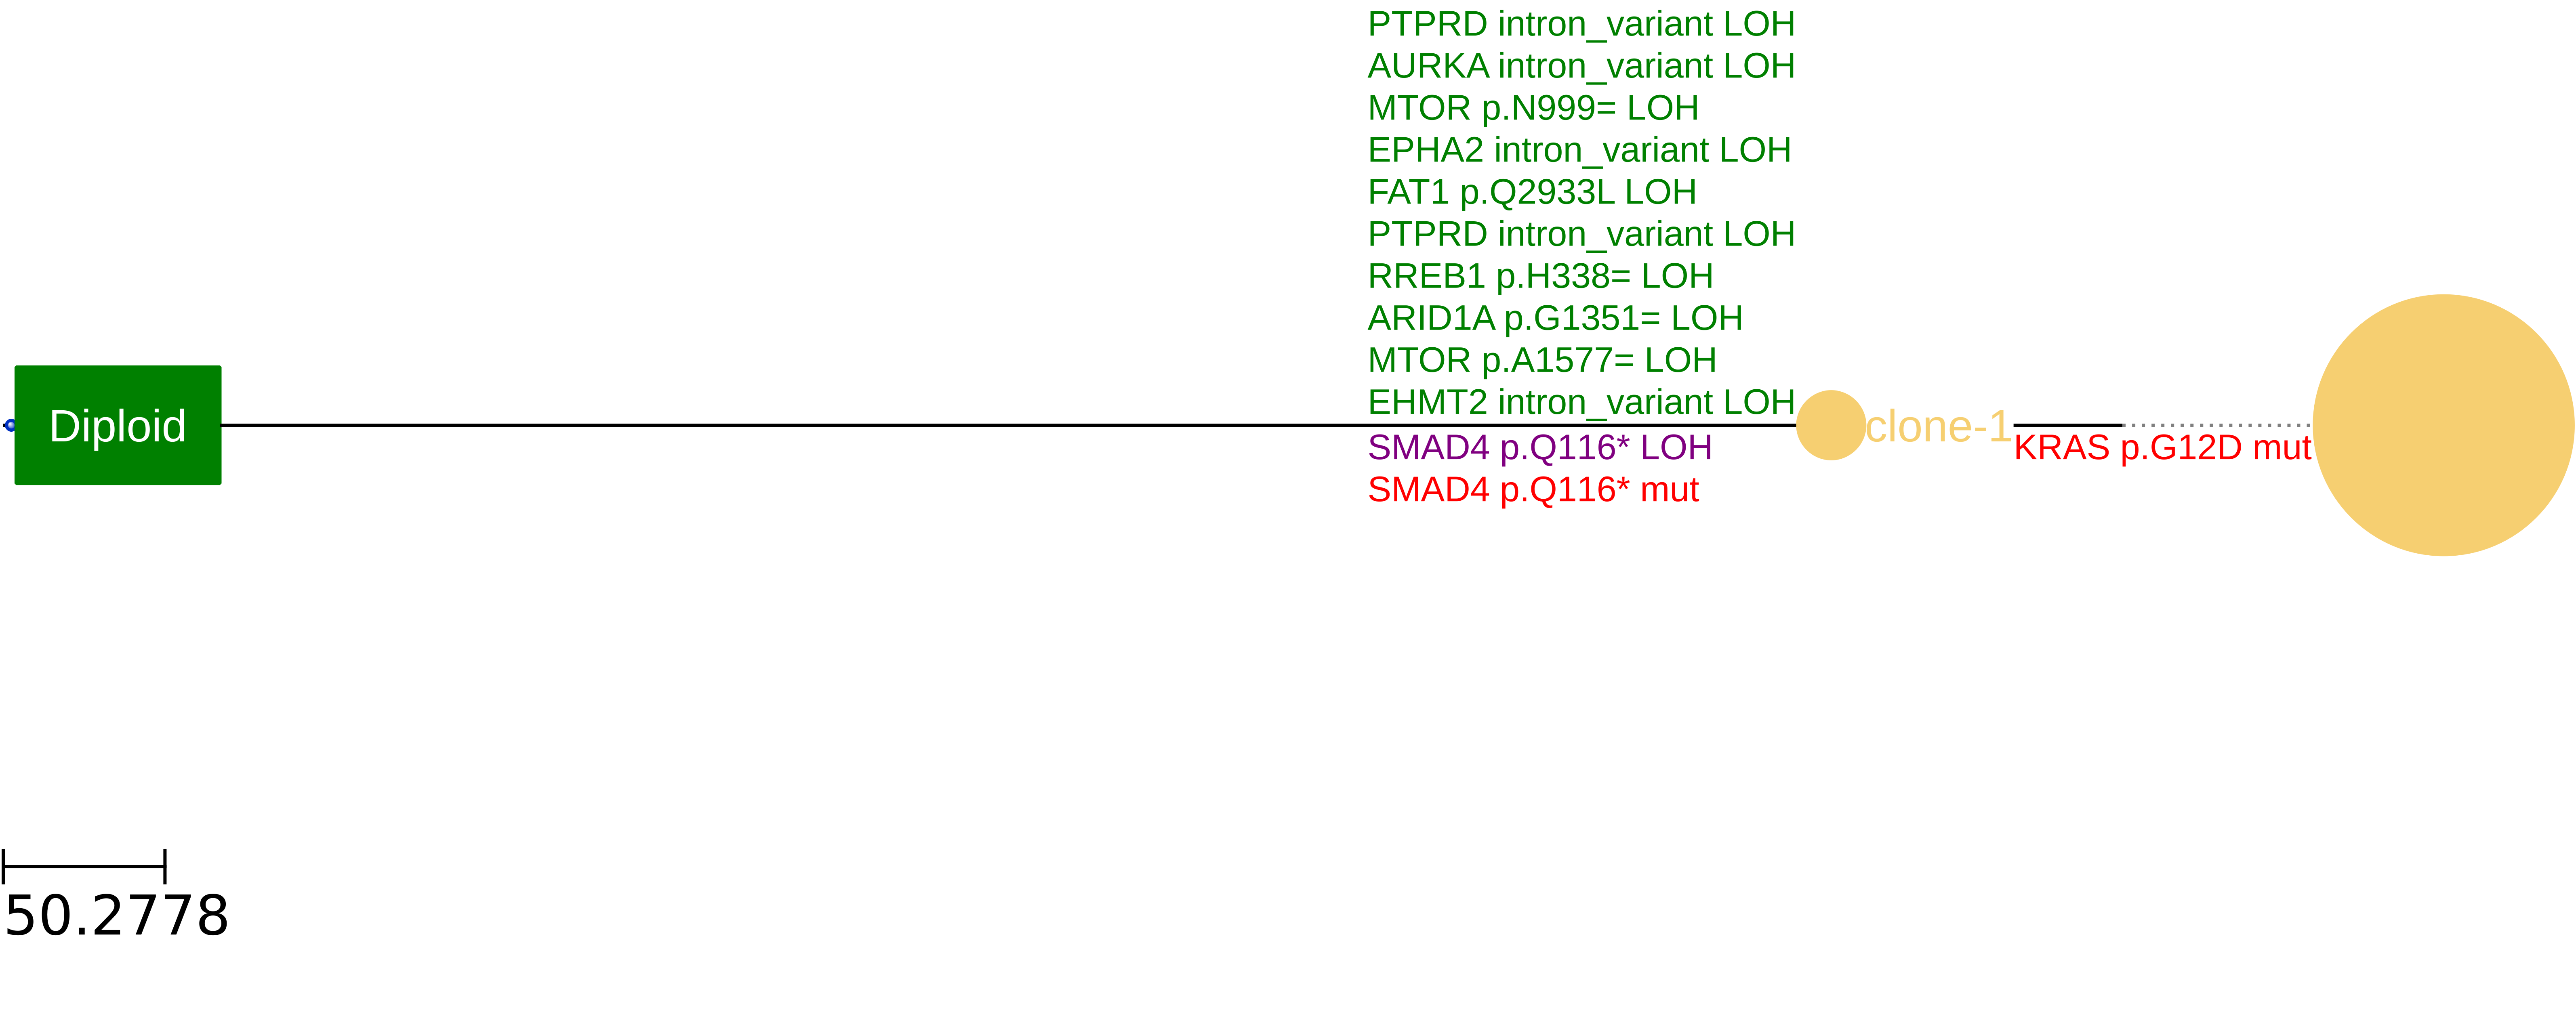 PTPRD intron_variant LOH
AURKA intron_variant LOH
MTOR p.N999= LOH
EPHA2 intron_variant LOH
FAT1 p.Q2933L LOH
PTPRD intron_variant LOH
RREB1 p.H338= LOH
ARID1A p.G1351= LOH
MTOR p.A1577= LOH
EHMT2 intron_variant LOH
Diploid
clone-1
SMAD4 p.Q116* LOH
KRAS p.G12D mut
SMAD4 p.Q116* mut
50.2778